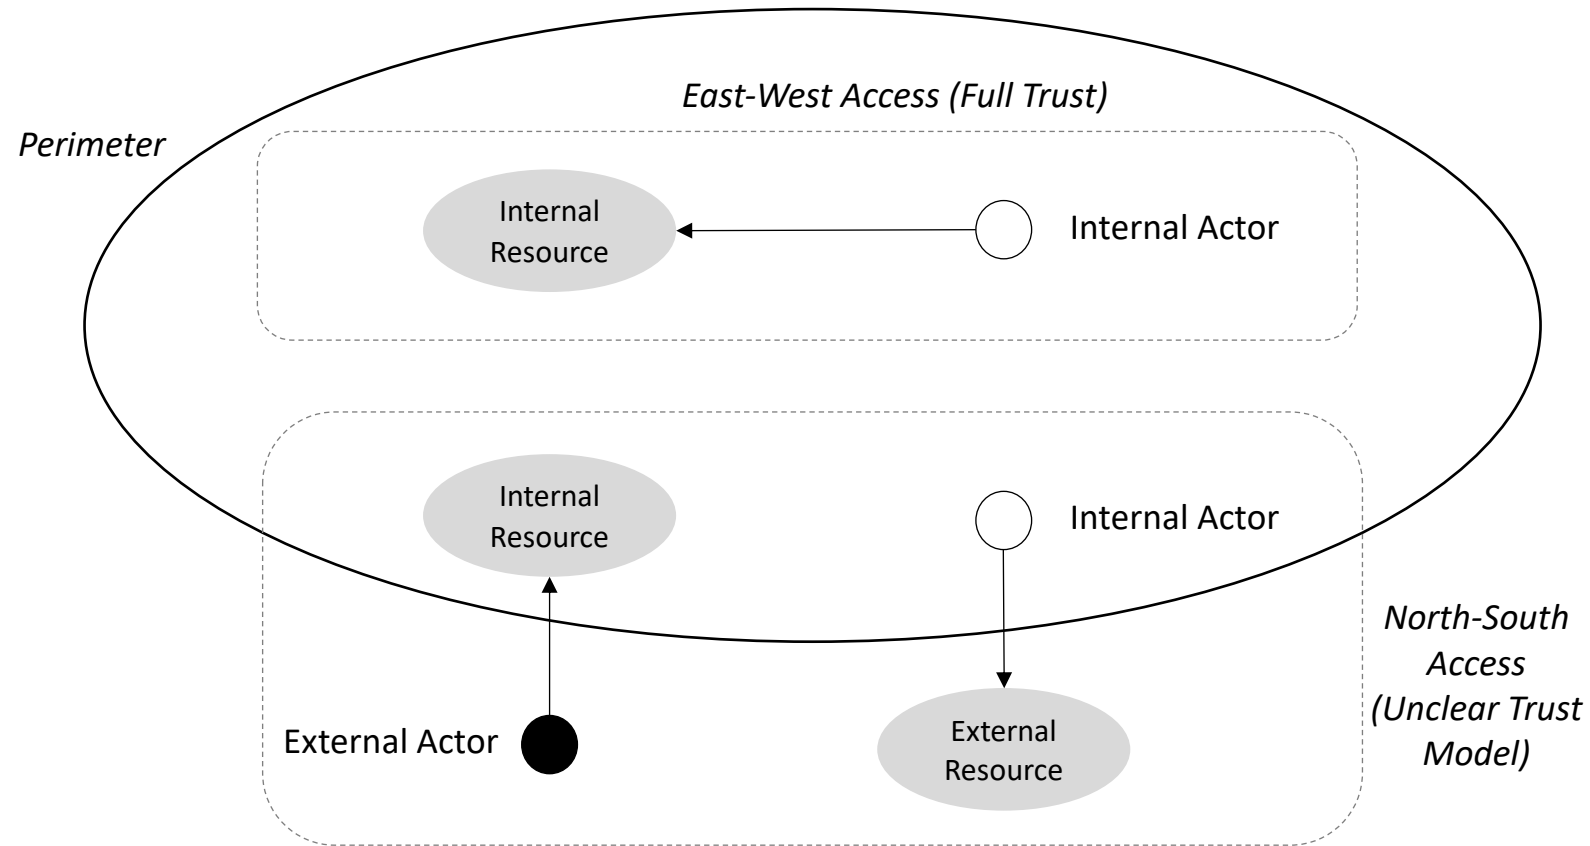 East-West Access (Full Trust)
Perimeter
Internal
Resource
Internal Actor
Internal
Resource
Internal Actor
North-South
Access
(Unclear Trust
Model)
External Actor
External
Resource